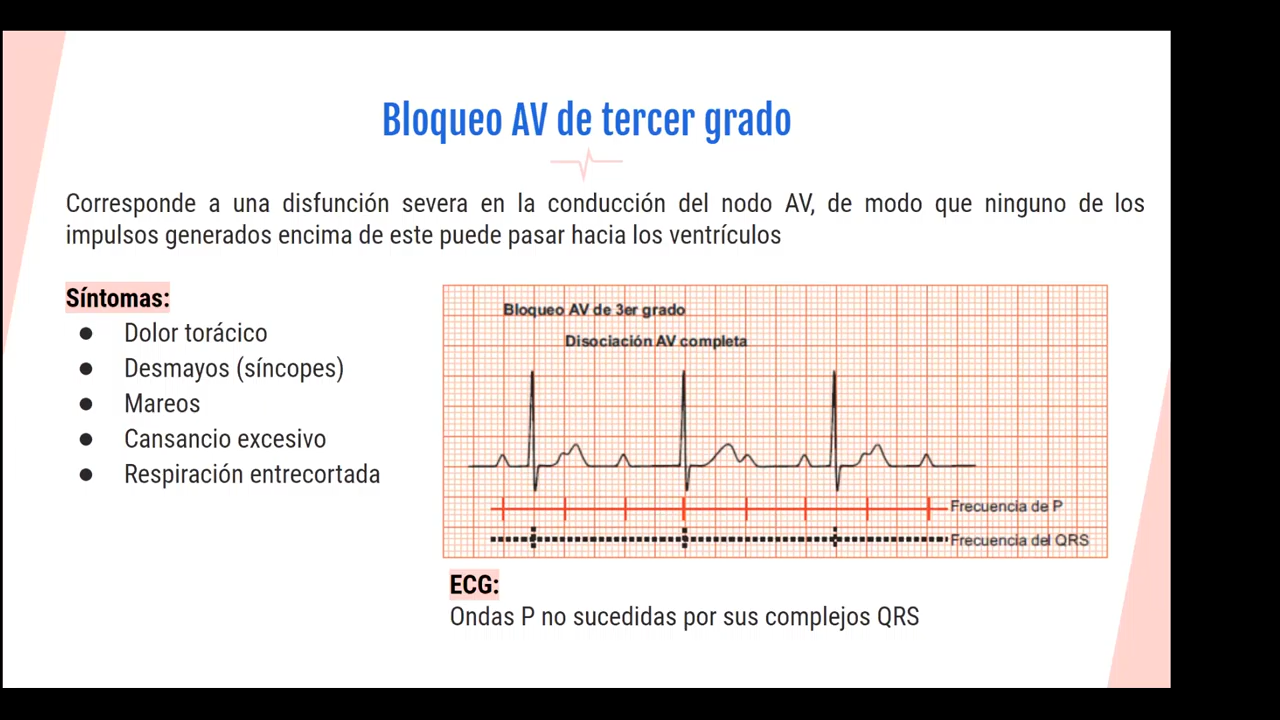 Bloqueo AV de tercer grado
Corresponde a una disfunción severa en la conducción del nodo AV, de modo que ninguno de los
impulsos generados encima de este puede pasar hacia los ventrículos
Síntomas:
● Dolor torácico
● Desmayos (síncopes)
● Mareos
● Cansancio excesivo
● Respiración entrecortada
Bloqueo AV de 3er grado
Disociación AV completa
Frecuencia de P
Frecuencia del QRS
ECG:
Ondas P no sucedidas por sus complejos QRS